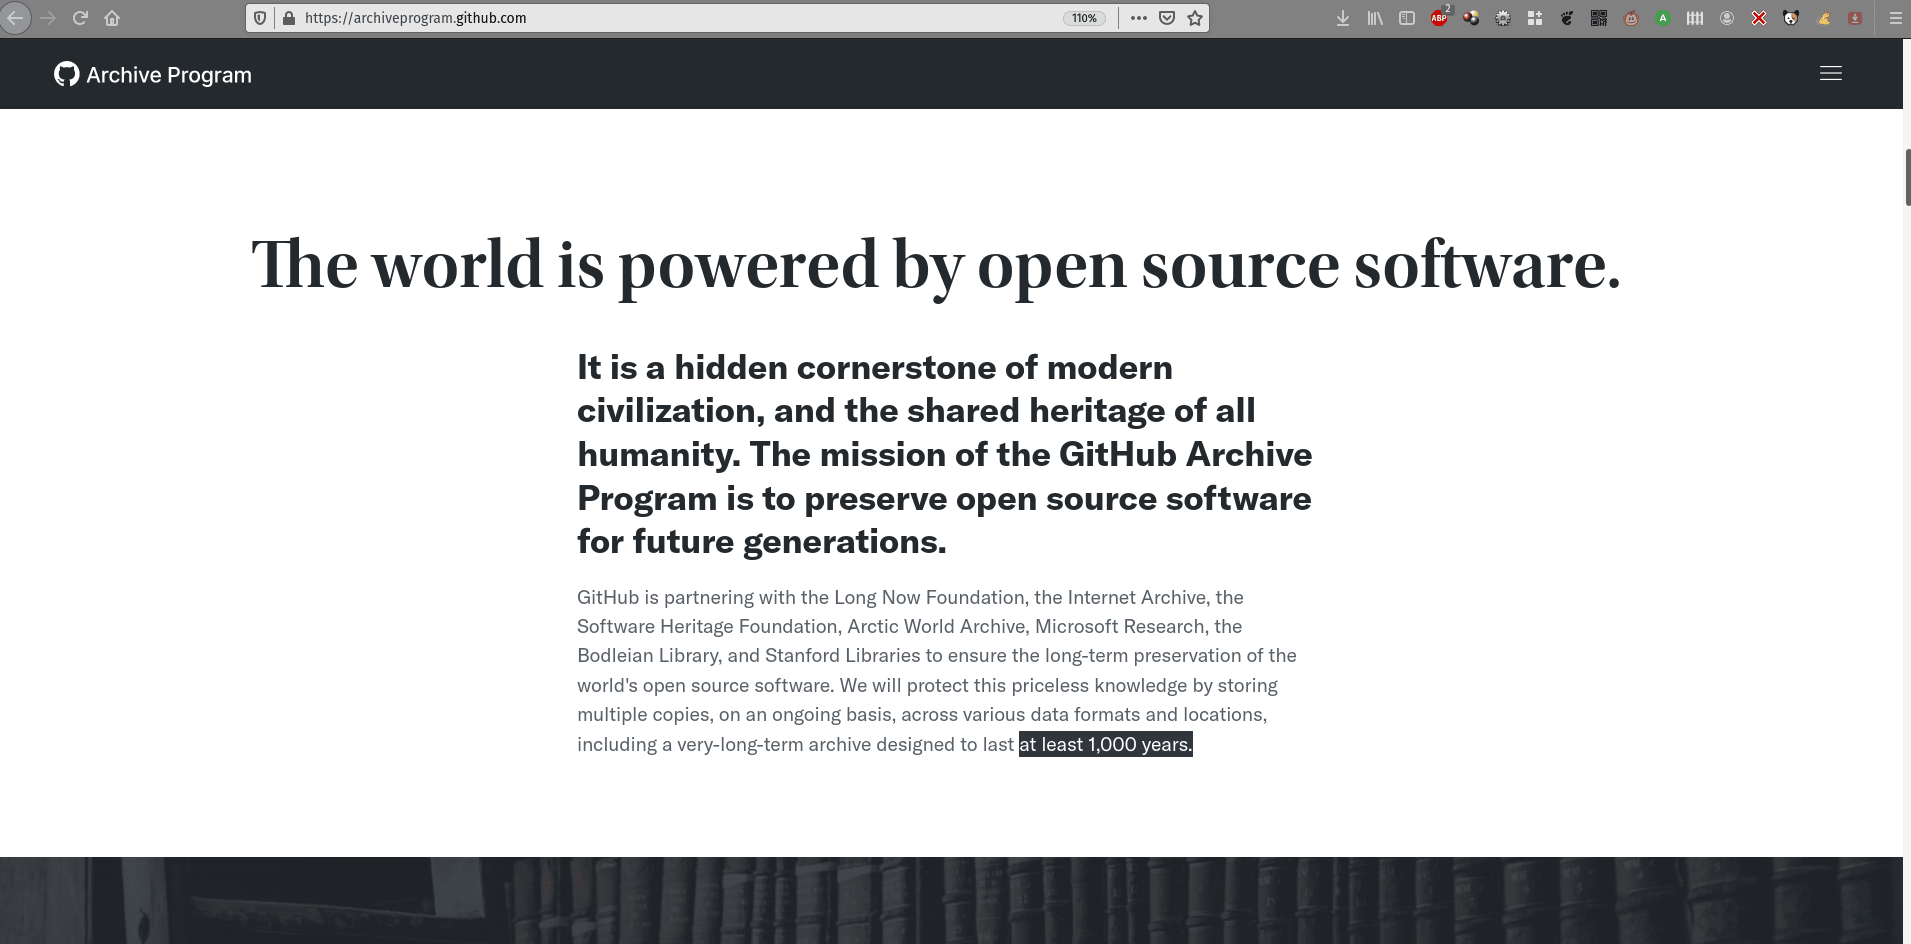 https://archiveprogram.github.com
110%
ABP
2
A
Archive Program
The world is powered by open source software.
It is a hidden cornerstone of modern
civilization, and the shared heritage of all
humanity. The mission of the GitHub Archive
Program is to preserve open source software
for future generations.
GitHub is partnering with the Long Now Foundation, the Internet Archive, the
Software Heritage Foundation, Arctic World Archive, Microsoft Research, the
Bodleian Library, and Stanford Libraries to ensure the long-term preservation of the
world's open source software. We will protect this priceless knowledge by storing
multiple copies, on an ongoing basis, across various data formats and locations,
including a very-long-term archive designed to last at least 1,000 years.